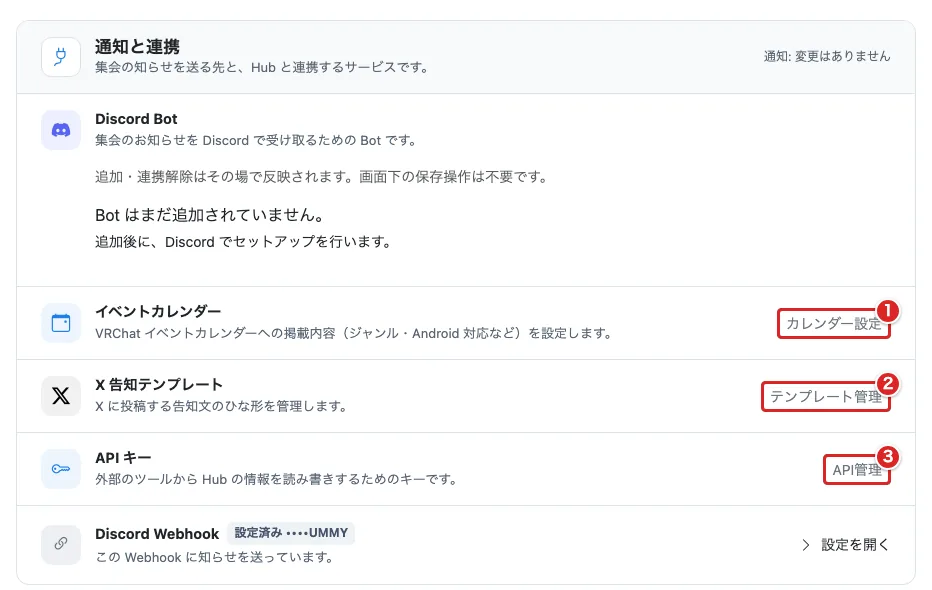 通知と連携
集会の知らせを送る先と、Hub と連携するサービスです。
通知: 変更はありません
Discord Bot
集会のお知らせを Discord で受け取るための Bot です。
追加・連携解除はその場で反映されます。画面下の保存操作は不要です。
Bot はまだ追加されていません。
追加後に、Discord でセットアップを行います。
イベントカレンダー
VRChat イベントカレンダーへの掲載内容（ジャンル・Android 対応など）を設定します。
カレンダー設定
1
X 告知テンプレート
X に投稿する告知文のひな形を管理します。
テンプレート管理
2
API キー
外部のツールから Hub の情報を読み書きするためのキーです。
API管理
3
Discord Webhook 設定済み ••••UMMY
この Webhook に知らせを送っています。
設定を開く